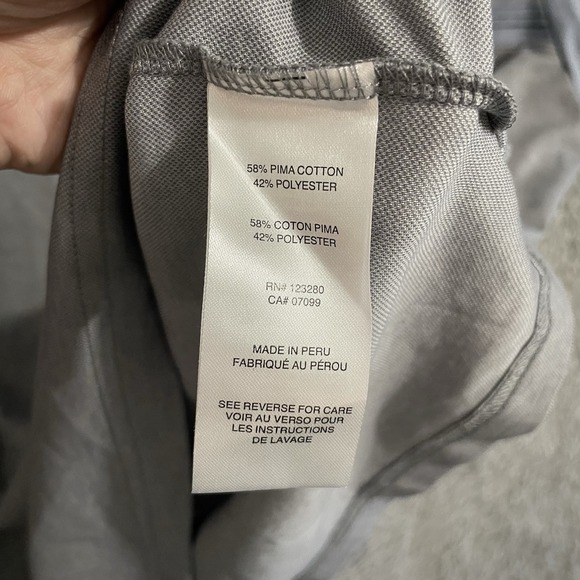 58% PIMA COTTON
42% POLYESTER
58% COTON PIMA
42% POLYESTER
RN# 123280
CA# 07099
MADE IN PERU
FABRIQUÉ AU PÉROU
SEE REVERSE FOR CARE
VOIR AU VERSO POUR
LES INSTRUCTIONS
DE LAVAGE